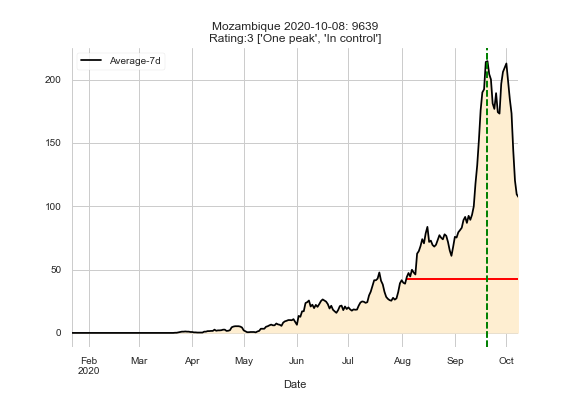 Mozambique 2020-10-08: 9639
Rating:3 ['One peak', 'In control']
Average-7d
200
150
100
50
0
Feb Mar Apr May Jun Jul Aug Sep Oct
2020
Date